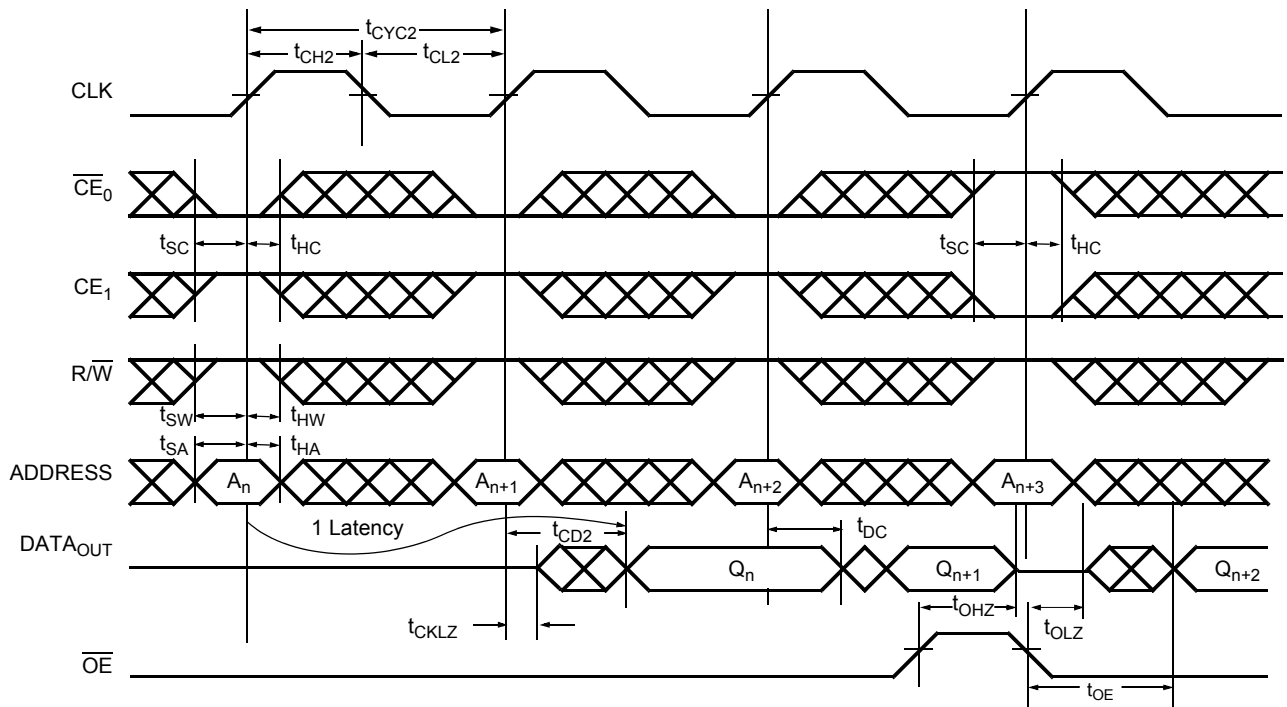 tCYC2
tCH2 tCL2
CLK
CE0
tSC tHC tSC tHC
CE1
R/W
tSW tHW
tSA tHA
ADDRESS An An+1 An+2 An+3
1 Latency tCD2 tDC
DATAOUT Qn Qn+1 Qn+2
tOHZ
tCKLZ tOLZ
OE
tOE